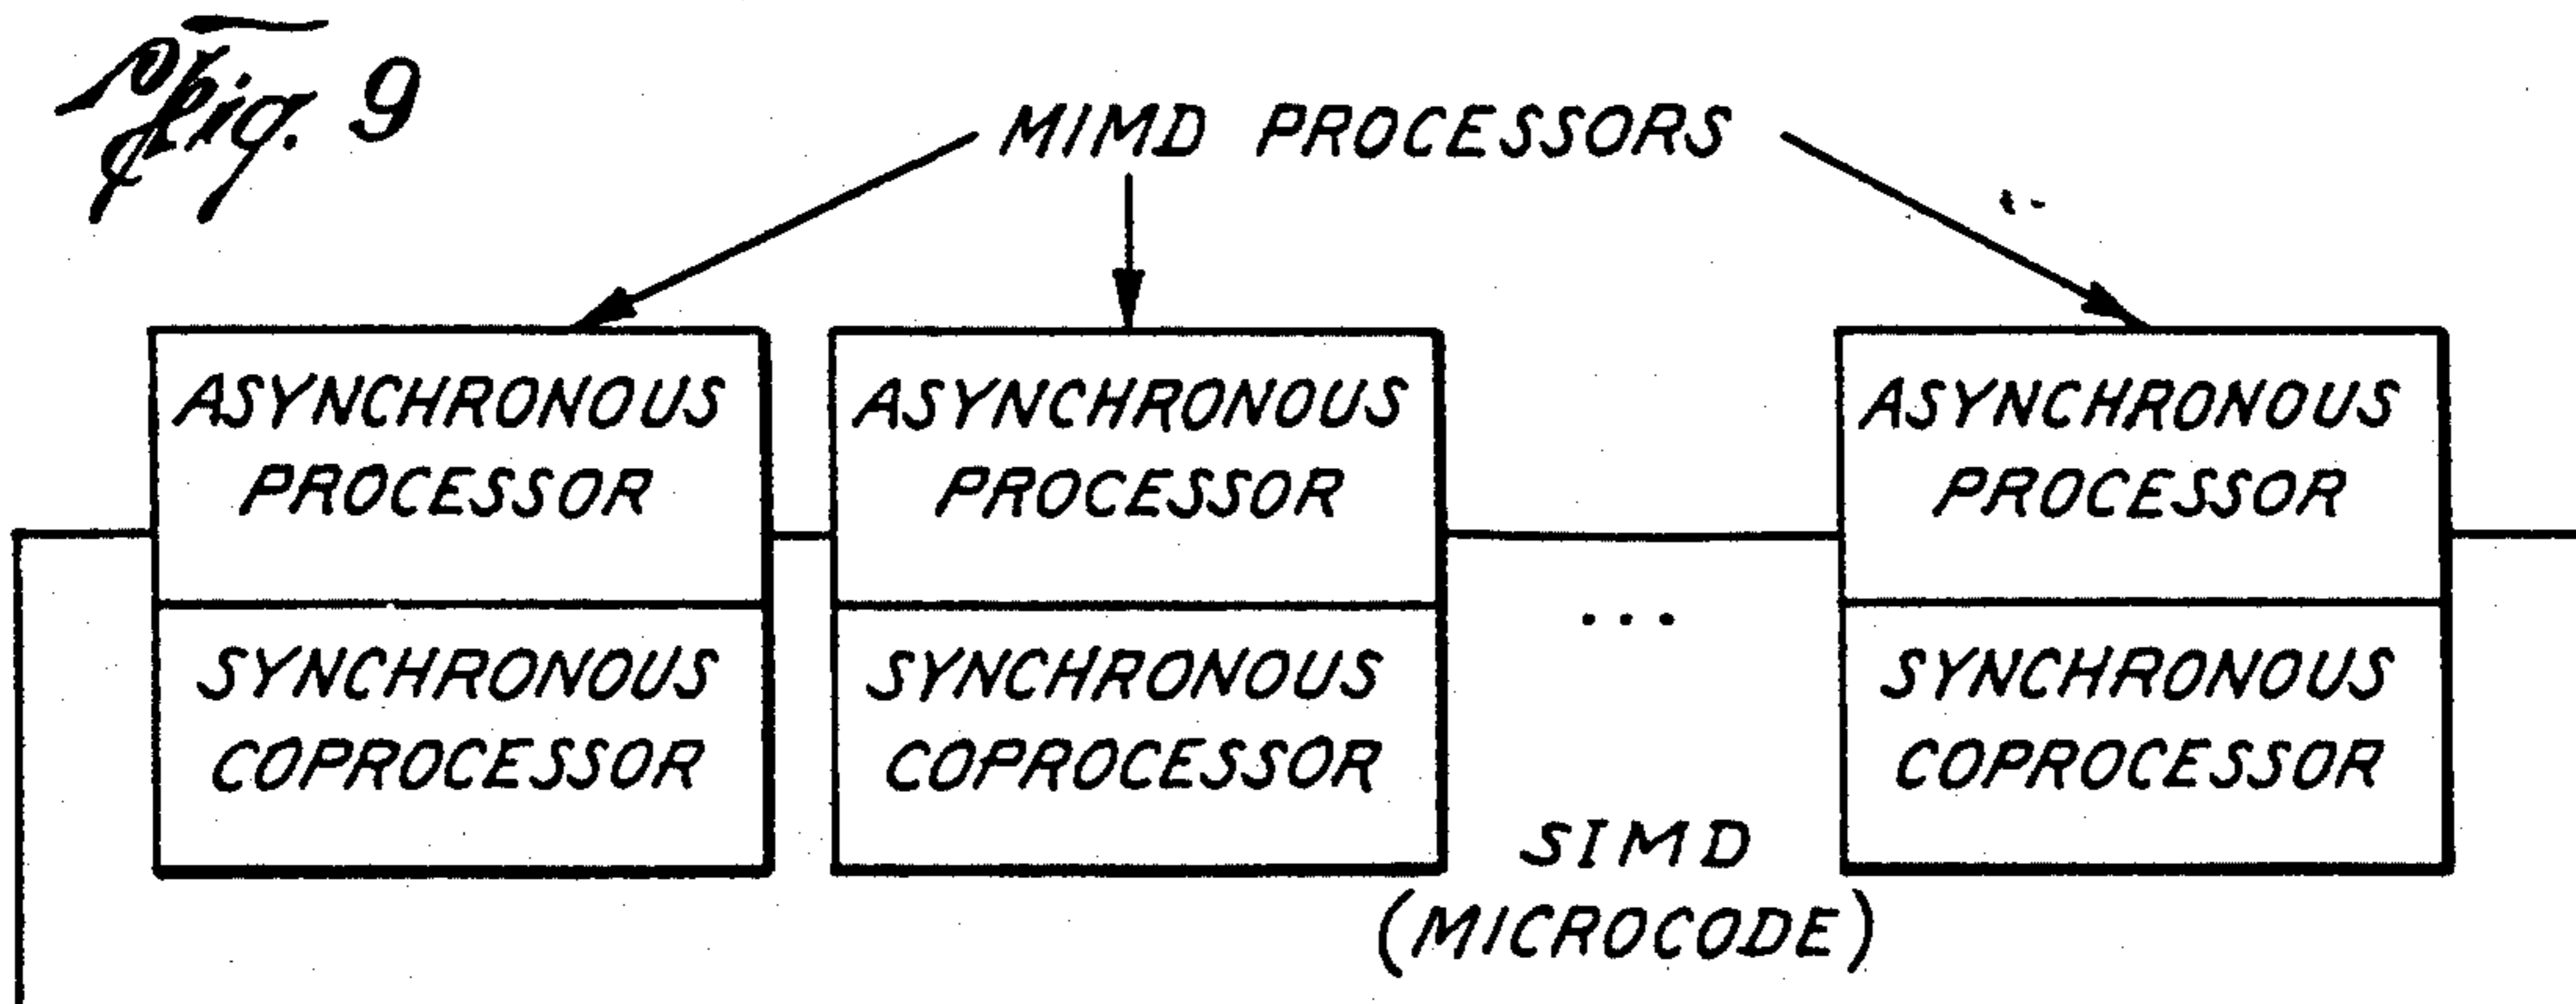 Fig. 9
MIMD PROCESSORS
ASYNCHRONOUS
PROCESSOR
SYNCHRONOUS
COPROCESSOR
ASYNCHRONOUS
PROCESSOR
SYNCHRONOUS
COPROCESSOR
...
SIMD
(MICROCODE)
ASYNCHRONOUS
PROCESSOR
SYNCHRONOUS
COPROCESSOR